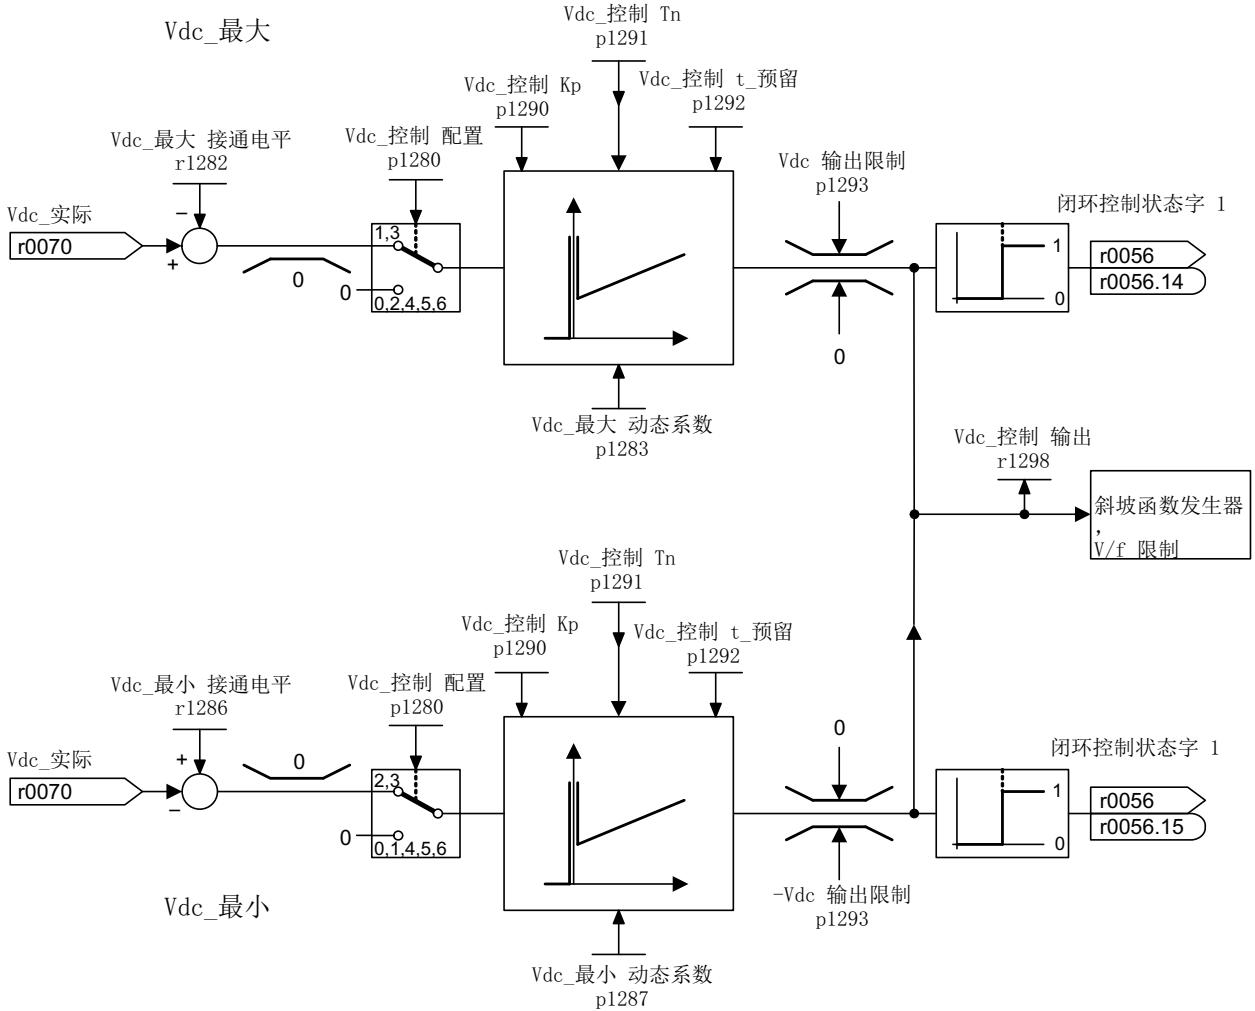 Vdc_最大
Vdc_控制 Tn
p1291
Vdc_控制 Kp
p1290
Vdc_控制 t_预留
p1292
Vdc_最大 接通电平
r1282
Vdc_控制 配置
p1280
Vdc 输出限制
p1293
闭环控制状态字 1
Vdc_实际
r0070
−
+
0
1,3
0
0,2,4,5,6
0
1
0
r0056
r0056.14
Vdc_最大 动态系数
p1283
Vdc_控制 输出
r1298
斜坡函数发生器
,
V/f 限制
Vdc_控制 Tn
p1291
Vdc_控制 Kp
p1290
Vdc_控制 t_预留
p1292
Vdc_最小 接通电平
r1286
Vdc_控制 配置
p1280
0
闭环控制状态字 1
Vdc_实际
r0070
+
−
0
2,3
0
0,1,4,5,6
1
0
r0056
r0056.15
-Vdc 输出限制
p1293
Vdc_最小
Vdc_最小 动态系数
p1287